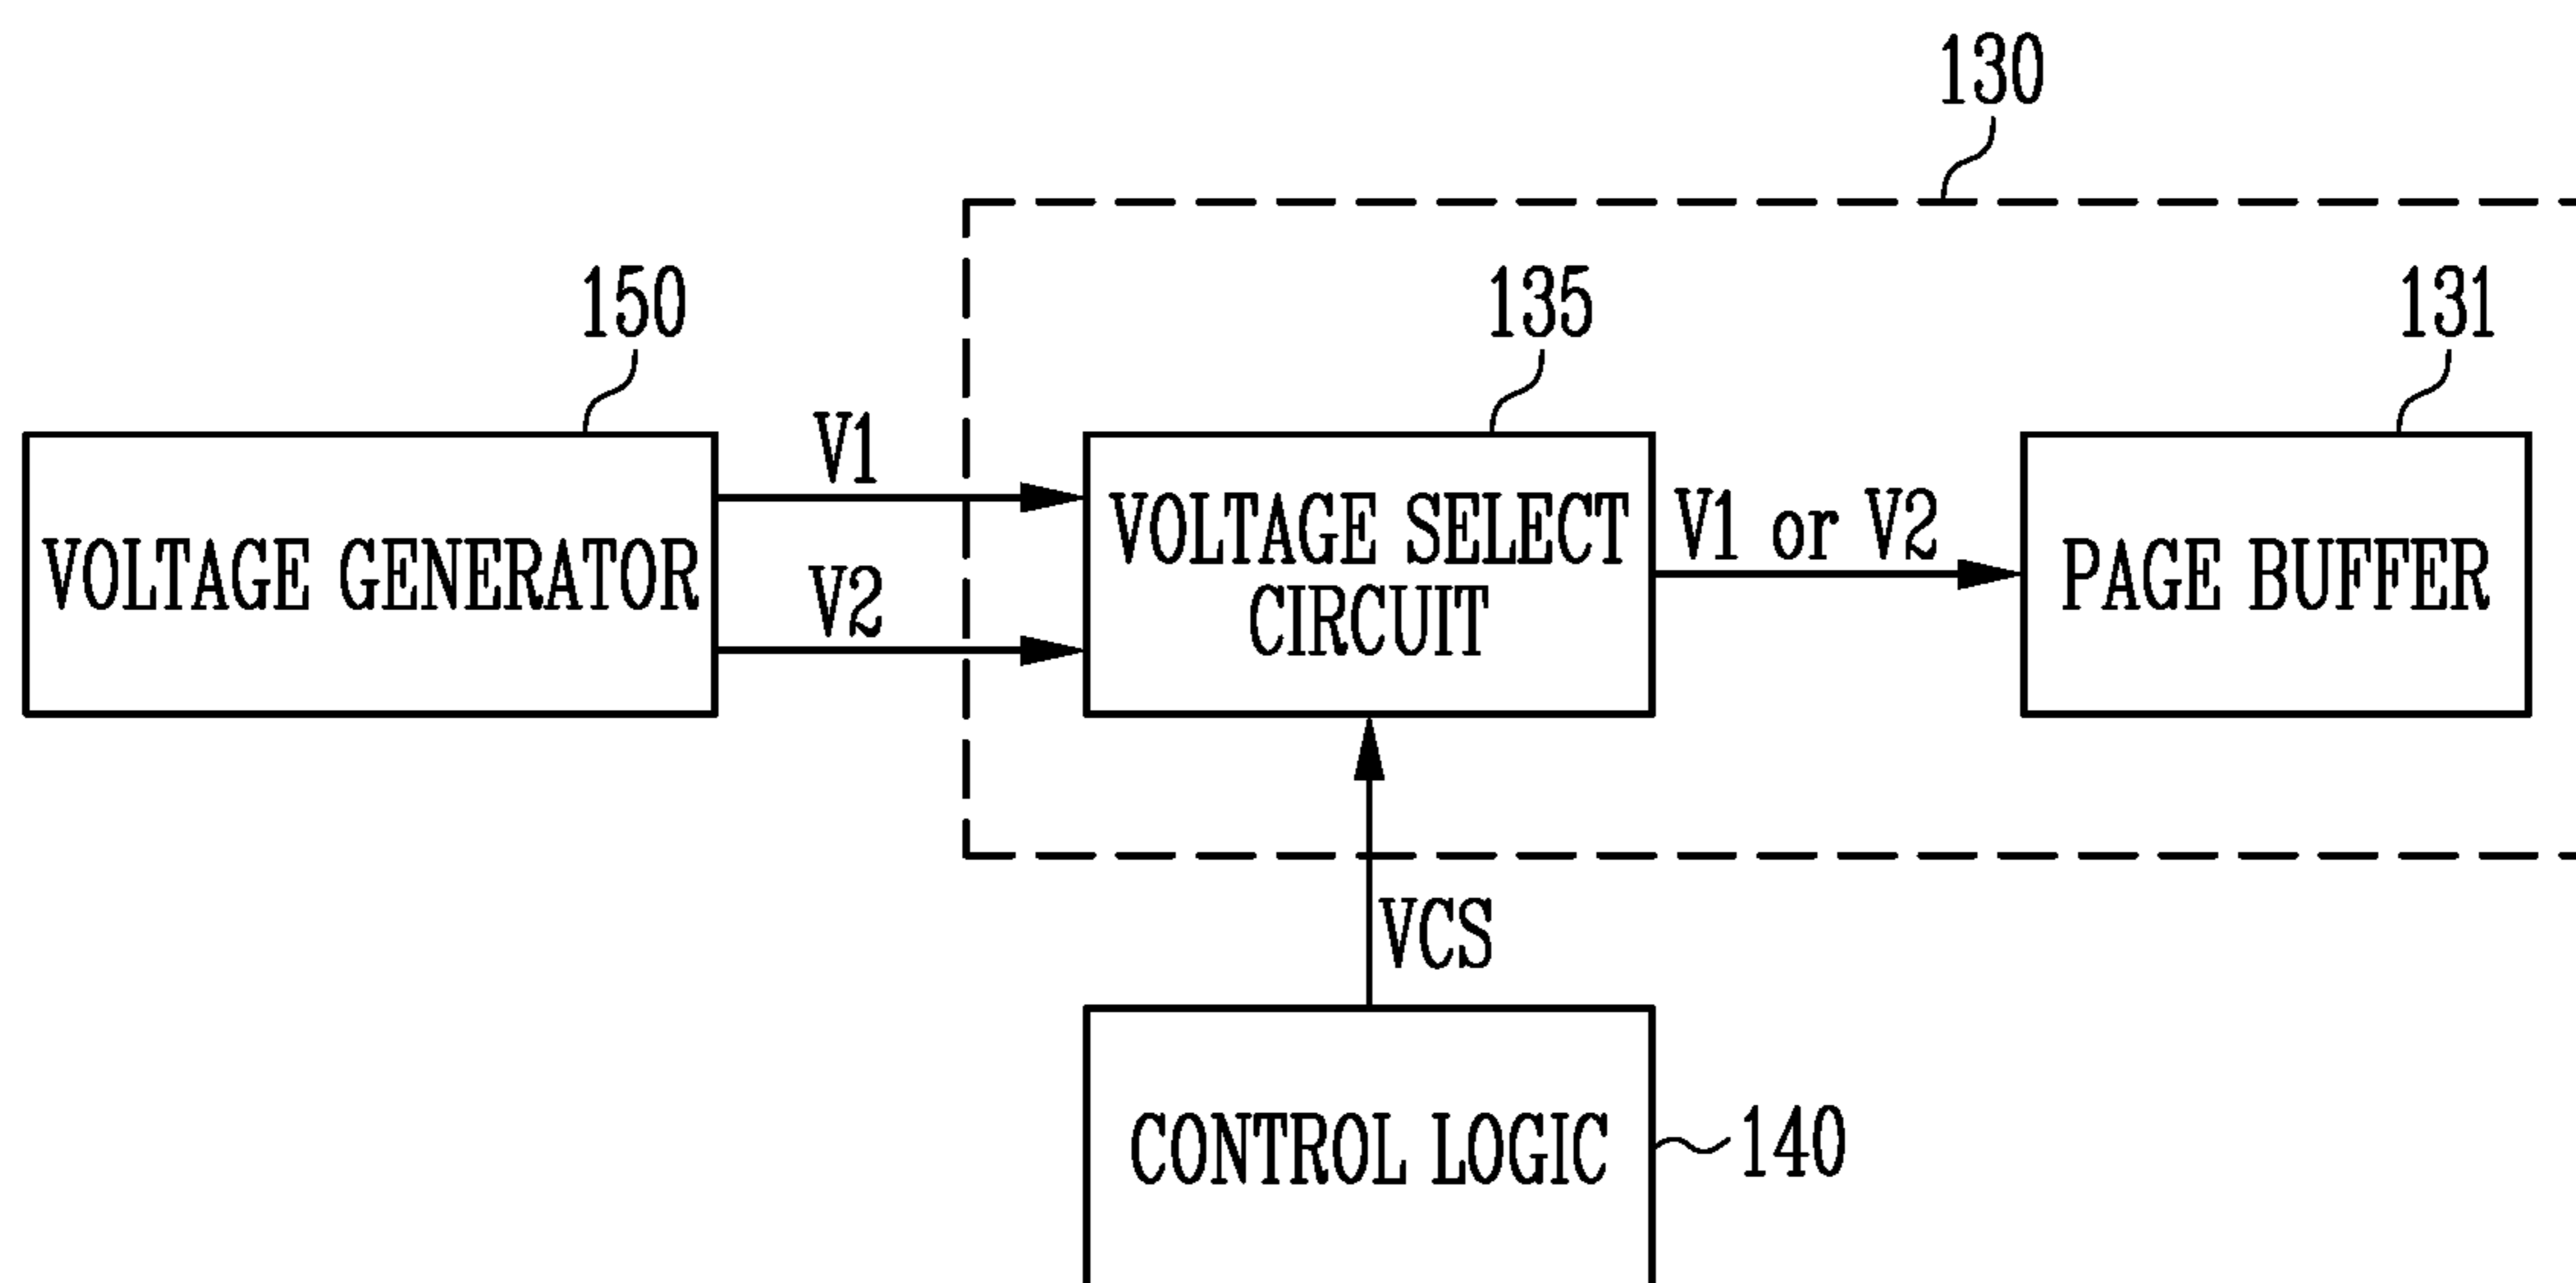 130
150
135
131
V1
V2
VOLTAGE GENERATOR
VOLTAGE SELECT
CIRCUIT
V1 or V2
PAGE BUFFER
VCS
CONTROL LOGIC
140